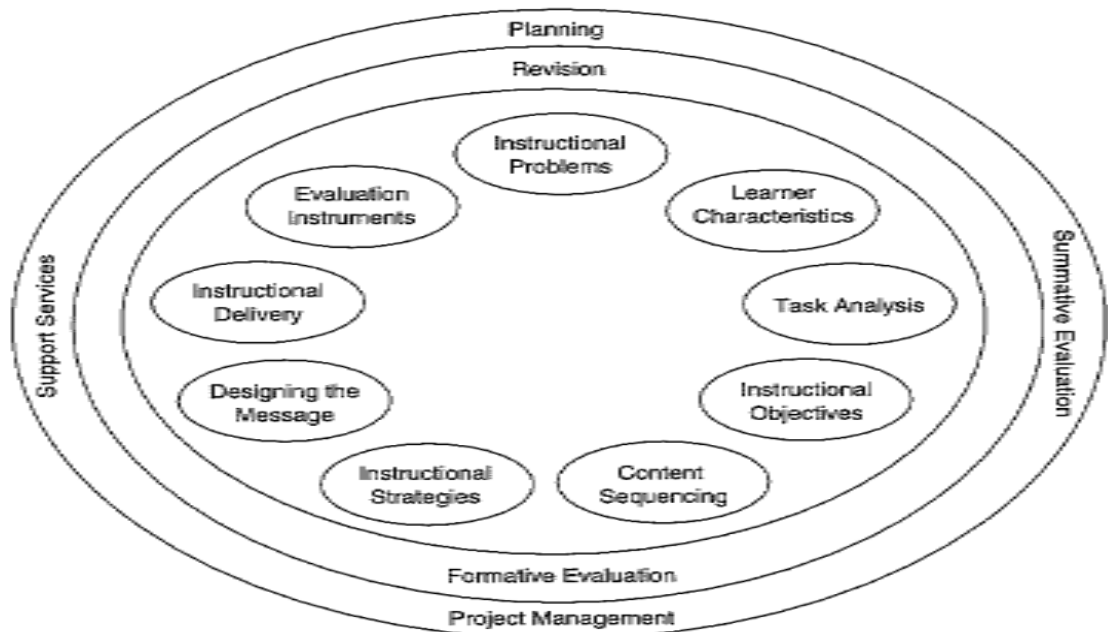 Planning
Revision
Instructional
Problems
Learner
Characteristics
Task Analysis
Instructional
Objectives
Content
Sequencing
Instructional
Strategies
Designing the
Message
Instructional
Delivery
Evaluation
Instruments
Support Services
Summative Evaluation
Formative Evaluation
Project Management